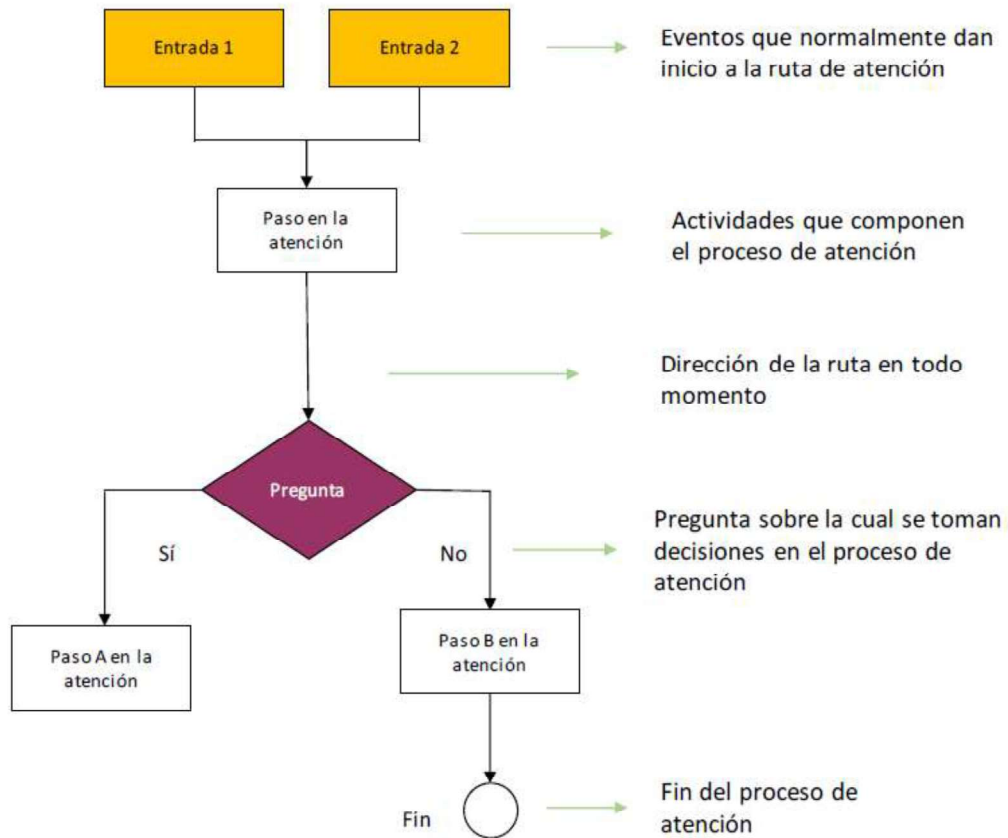 Entrada 1
Entrada 2
Eventos que normalmente dan
inicio a la ruta de atención
Paso en la
atención
Actividades que componen
el proceso de atención
Dirección de la ruta en todo
momento
Pregunta
Sí
No
Pregunta sobre la cual se toman
decisiones en el proceso de
atención
Paso A en la
atención
Paso B en la
atención
Fin
Fin del proceso de
atención